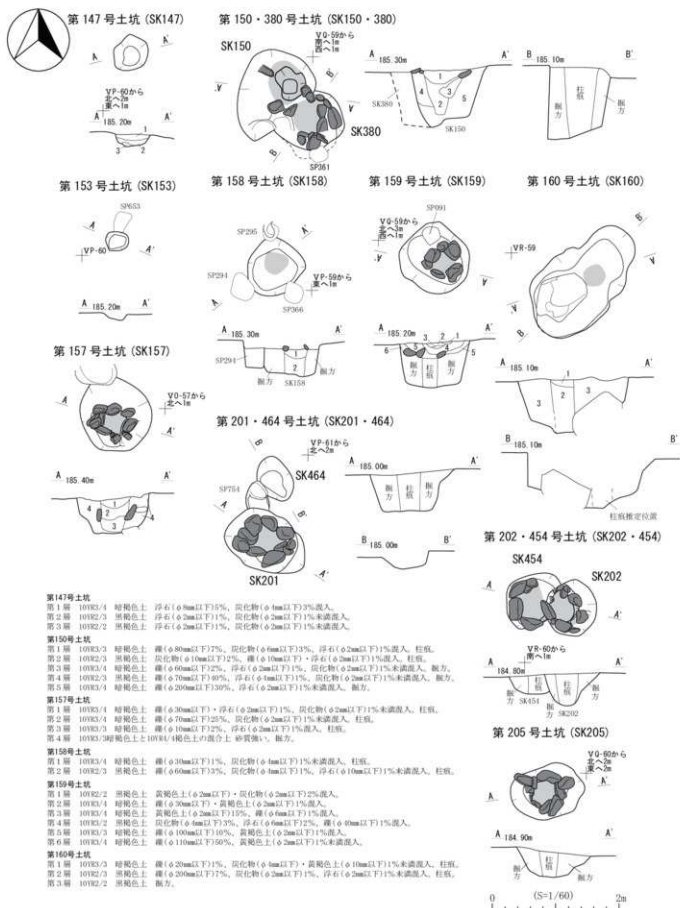 第147号土坑 (SK147)
A A'
VP-60から
北へ2m
東へ1m
A 185.20m A'
1
3 2
第150・380号土坑 (SK150・380)
SK150
VQ-59から
南へ1m
西へ1m
B'
A A'
SK380
B
SP361
A 185.30m A'
SK380
1
4 3 5
2
SK150
B 185.10m B'
掘方
柱痕
掘方
第153号土坑 (SK153)
SP653
A
VP-60
A'
A 185.20m A'
第158号土坑 (SK158)
SP295
A'
SP294
VP-59から
東へ1m
A
SP366
A 185.30m A'
SP294
1
2
掘方
SK158
掘方
第159号土坑 (SK159)
VQ-59から
北へ3m
西へ1m
SP091
A A'
A 185.20m A'
3 2 1
6 5 4 5
掘方
柱痕
掘方
第160号土坑 (SK160)
VR-59
B'
A
A'
B
A 185.10m A'
1
3 2 3
B 185.10m B'
柱痕推定位置
第157号土坑 (SK157)
VO-57から
北へ1m
A
A'
A 185.40m A'
1
4 2
3 4
第201・464号土坑 (SK201・464)
VP-61から
北へ2m
B
SK464
SP754
A
B'
A'
SK201
A 185.00m A'
掘方
柱痕
掘方
B 185.00m B'
第202・454号土坑 (SK202・454)
SK454
SK202
A
A'
VR-60から
南へ1m
A 184.80m A'
掘方
柱痕
柱痕
掘方
SK454
SK202
第205号土坑 (SK205)
VQ-60から
北へ2m
東へ2m
A'
A
A 184.90m A'
掘方
柱痕
掘方
第147号土坑
第1層 10YR3/4 暗褐色土 浮石(φ8mm以下)5%、炭化物(φ4mm以下)3%混入。
第2層 10YR2/3 黒褐色土 浮石(φ2mm以下)1%、炭化物(φ2mm以下)1%未満混入。
第3層 10YR2/2 黒褐色土 浮石(φ2mm以下)1%、炭化物(φ2mm以下)1%未満混入。
第150号土坑
第1層 10YR3/3 暗褐色土 礫(φ80mm以下)7%、炭化物(φ6mm以下)3%、浮石(φ2mm以下)1%混入。柱痕。
第2層 10YR2/3 黒褐色土 炭化物(φ10mm以下)2%、礫(φ10mm以下)・浮石(φ2mm以下)1%混入。柱痕。
第3層 10YR3/4 暗褐色土 礫(φ60mm以下)2%、浮石(φ2mm以下)1%、炭化物(φ2mm以下)1%未満混入。掘方。
第4層 10YR2/3 黒褐色土 礫(φ70mm以下)40%、浮石(φ4mm以下)1%、炭化物(φ2mm以下)1%未満混入。掘方。
第5層 10YR3/4 暗褐色土 礫(φ200mm以下)30%、浮石(φ2mm以下)1%未満混入。掘方。
第157号土坑
第1層 10YR3/4 暗褐色土 礫(φ30mm以下)・浮石(φ2mm以下)1%、炭化物(φ4mm以下)1%未満混入。柱痕。
第2層 10YR3/4 暗褐色土 礫(φ70mm以下)25%、炭化物(φ2mm以下)1%未満混入。柱痕。
第3層 10YR3/3 暗褐色土 礫(φ10mm以下)2%、浮石(φ2mm以下)1%混入。柱痕。
第4層 10YR3/3暗褐色土と10YR4/4褐色土の混合土 砂質強い。掘方。
第158号土坑
第1層 10YR3/4 暗褐色土 礫(φ30mm以下)1%、炭化物(φ4mm以下)1%未満混入。柱痕。
第2層 10YR2/3 黒褐色土 礫(φ60mm以下)3%、炭化物(φ4mm以下)1%、浮石(φ10mm以下)1%未満混入。柱痕。
第159号土坑
第1層 10YR2/2 黒褐色土 黄褐色土(φ2mm以下)・炭化物(φ2mm以下)2%混入。
第2層 10YR3/4 暗褐色土 礫(φ30mm以下)・黄褐色土(φ2mm以下)1%混入。
第3層 10YR3/4 暗褐色土 黄褐色土(φ2mm以下)15%、礫(φ6mm以下)1%混入。
第4層 10YR3/2 黒褐色土 炭化物(φ4mm以下)3%、浮石(φ6mm以下)2%、礫(φ40mm以下)1%混入。
第5層 10YR3/3 暗褐色土 礫(φ100mm以下)10%、黄褐色土(φ2mm以下)1%混入。
第6層 10YR3/4 暗褐色土 礫(φ110mm以下)50%、黄褐色土(φ2mm以下)1%未満混入。
第160号土坑
第1層 10YR3/3 暗褐色土 礫(φ20mm以下)1%、炭化物(φ4mm以下)・黄褐色土(φ10mm以下)1%未満混入。柱痕。
第2層 10YR2/3 黒褐色土 礫(φ200mm以下)7%、炭化物(φ2mm以下)1%、浮石(φ2mm以下)1%未満混入。柱痕。
第3層 10YR2/2 黒褐色土 掘方。
0 (S=1/60) 2m